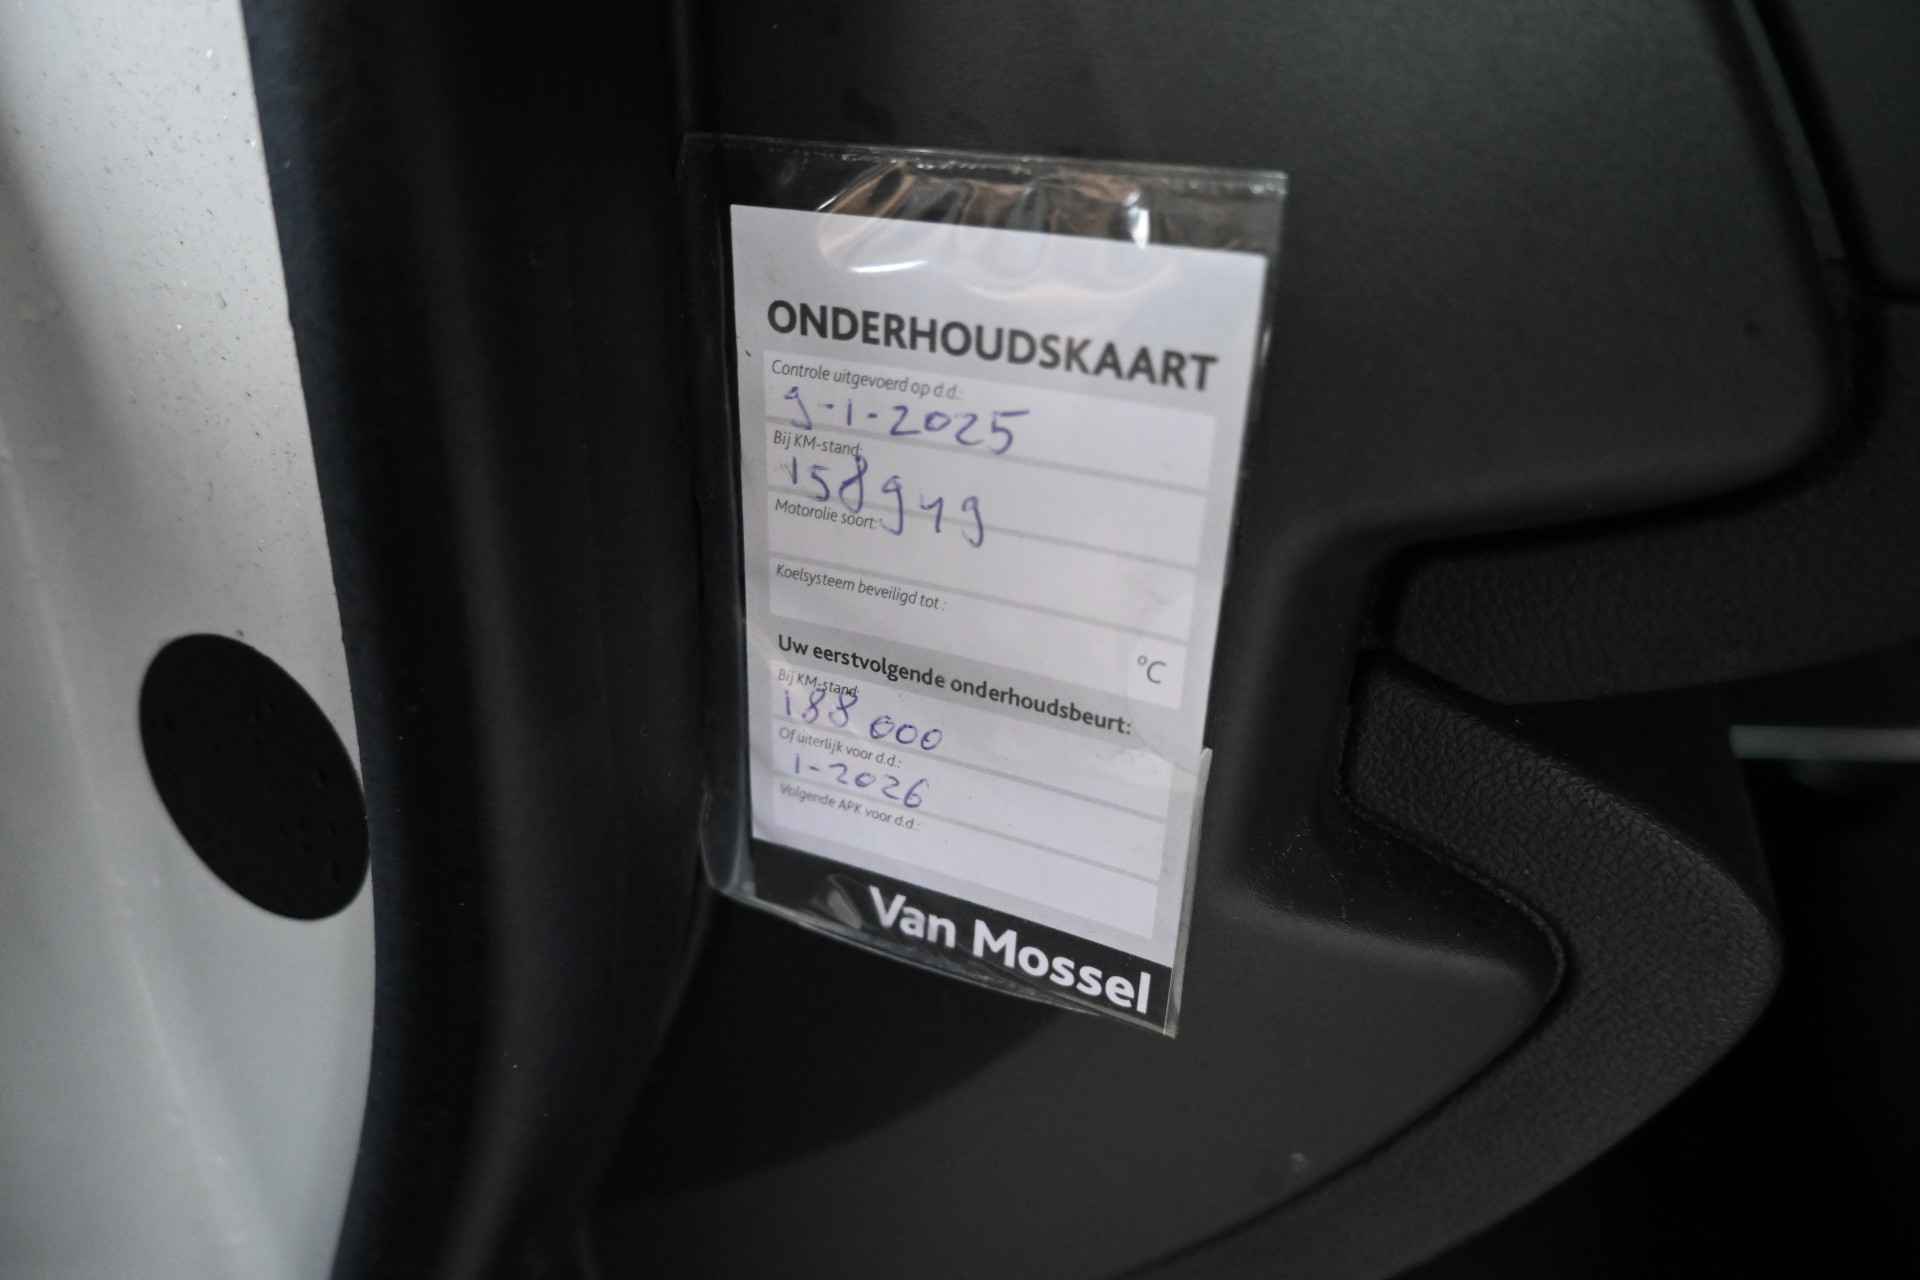 ONDERHOUDSKAART
Controle uitgevoerd op d.d.:
9-1-2025
Bij KM-stand:
158949
Motorolie soort:
Koelsysteem beveiligd tot :
°C
Uw eerstvolgende onderhoudsbeurt:
Bij KM-stand:
188 000
Of uiterlijk voor d.d.:
1-2026
Volgende APK voor d.d.:
Van Mossel